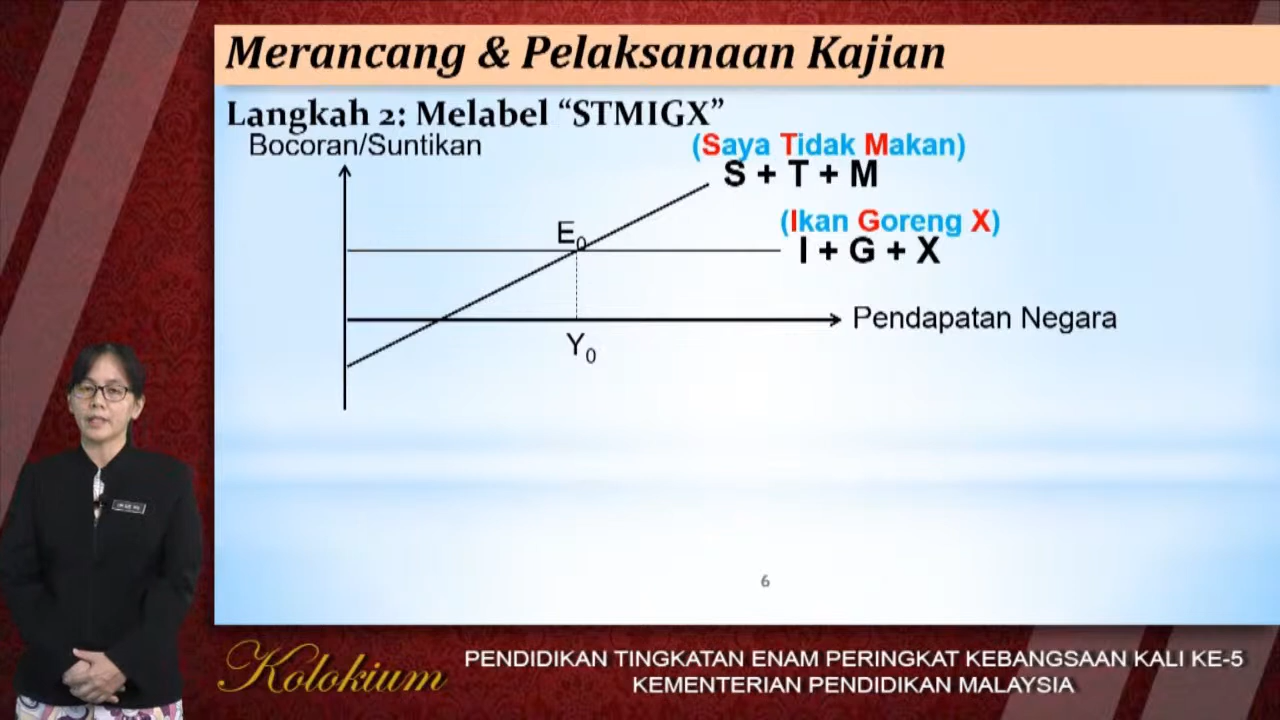 Merancang & Pelaksanaan Kajian
Langkah 2: Melabel “STMIGX”
Bocoran/Suntikan
(Saya Tidak Makan)
S + T + M
(Ikan Goreng X)
I + G + X
E0
Pendapatan Negara
Y0
6
Kolokium
PENDIDIKAN TINGKATAN ENAM PERINGKAT KEBANGSAAN KALI KE-5
KEMENTERIAN PENDIDIKAN MALAYSIA